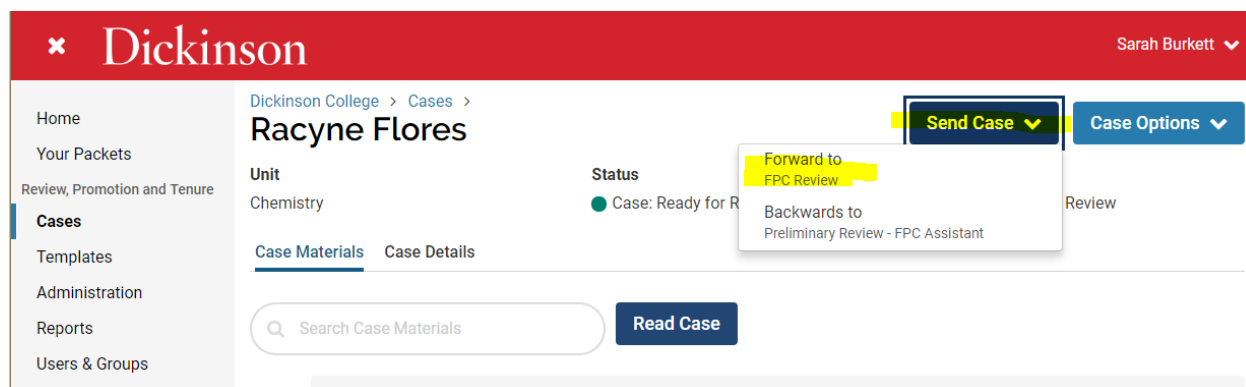 Dickinson
Sarah Burkett
Home
Your Packets
Review, Promotion and Tenure
Cases
Templates
Administration
Reports
Users & Groups
Dickinson College > Cases >
Racyne Flores
Send Case
Case Options
Forward to
FPC Review
Backwards to
Preliminary Review - FPC Assistant
Unit
Chemistry
Status
Case: Ready for R
Review
Case Materials Case Details
Search Case Materials
Read Case